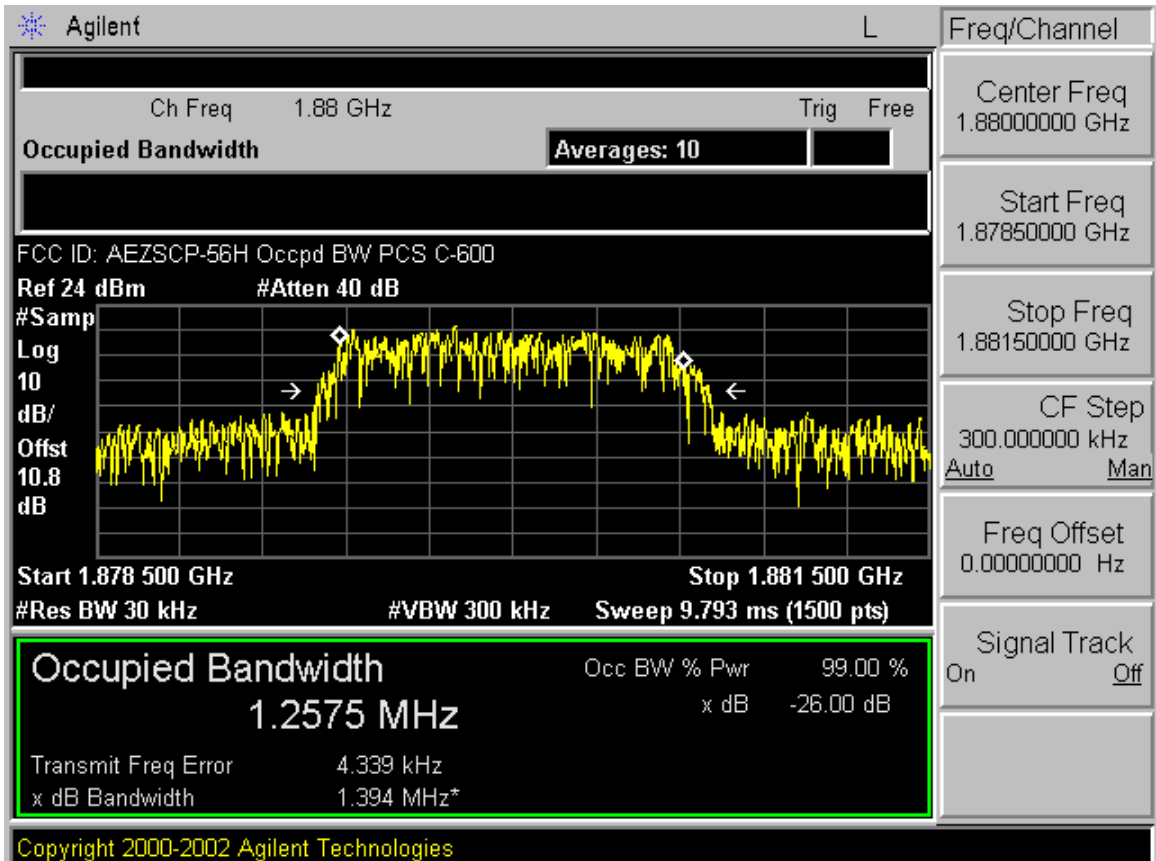 Agilent L
Ch Freq 1.88 GHz Trig Free
Occupied Bandwidth Averages: 10
FCC ID: AEZSCP-56H Occpd BW PCS C-600
Ref 24 dBm #Atten 40 dB
#Samp
Log
10
dB/
Offst
10.8
dB
Start 1.878 500 GHz Stop 1.881 500 GHz
#Res BW 30 kHz #VBW 300 kHz Sweep 9.793 ms (1500 pts)
Occupied Bandwidth Occ BW % Pwr 99.00 %
1.2575 MHz x dB -26.00 dB
Transmit Freq Error 4.339 kHz
x dB Bandwidth 1.394 MHz*
Copyright 2000-2002 Agilent Technologies
Freq/Channel
Center Freq
1.88000000 GHz
Start Freq
1.87850000 GHz
Stop Freq
1.88150000 GHz
CF Step
300.000000 kHz
Auto Man
Freq Offset
0.00000000 Hz
Signal Track
On Off